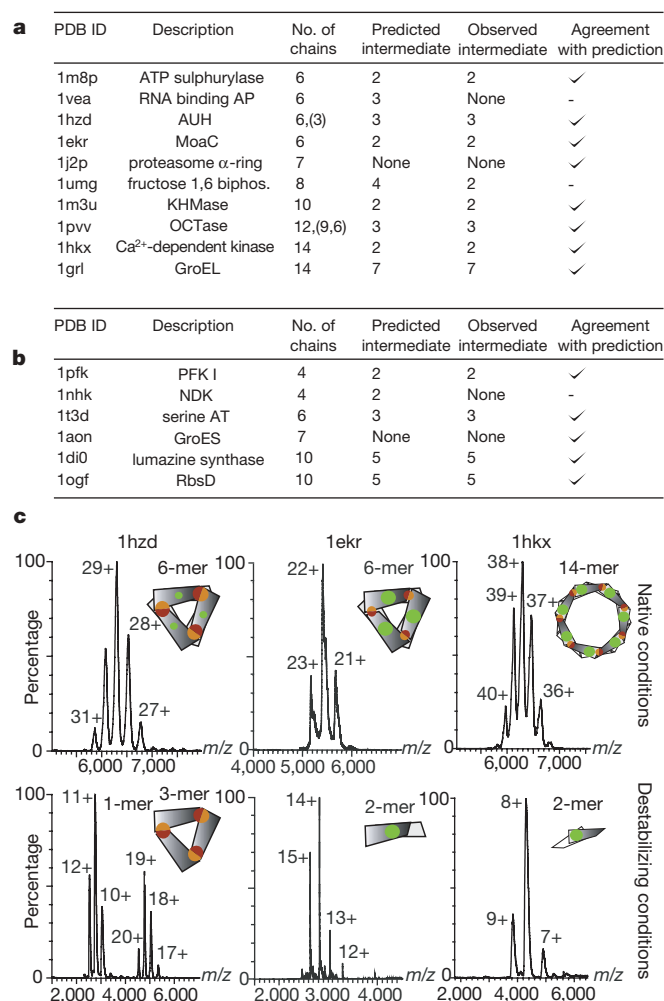 a
PDB ID Description No. of chains Predicted intermediate Observed intermediate Agreement with prediction
1m8p ATP sulphurylase 6 2 2 ✓
1vea RNA binding AP 6 3 None -
1hzd AUH 6,(3) 3 3 ✓
1ekr MoaC 6 2 2 ✓
1j2p proteasome α-ring 7 None None ✓
1umg fructose 1,6 biphos. 8 4 2 -
1m3u KHMase 10 2 2 ✓
1pvv OCTase 12,(9,6) 3 3 ✓
1hkx Ca²⁺-dependent kinase 14 2 2 ✓
1grl GroEL 14 7 7 ✓
b
PDB ID Description No. of chains Predicted intermediate Observed intermediate Agreement with prediction
1pfk PFK I 4 2 2 ✓
1nhk NDK 4 2 None -
1t3d serine AT 6 3 3 ✓
1aon GroES 7 None None ✓
1di0 lumazine synthase 10 5 5 ✓
1ogf RbsD 10 5 5 ✓
c
1hzd 1ekr 1hkx
100 29+ 6-mer 28+ 31+ 27+ 0 6,000 7,000 m/z
Percentage
100 22+ 6-mer 23+ 21+ 0 4,000 5,000 6,000 m/z
100 38+ 14-mer 39+ 37+ 40+ 36+ 0 6,000 7,000 m/z
Native conditions
100 11+ 1-mer 3-mer 12+ 10+ 19+ 18+ 20+ 17+ 0 2,000 4,000 6,000 m/z
Percentage
100 14+ 2-mer 15+ 13+ 12+ 0 2,000 3,000 4,000 m/z
100 8+ 2-mer 9+ 7+ 0 2,000 4,000 6,000 m/z
Destabilizing conditions